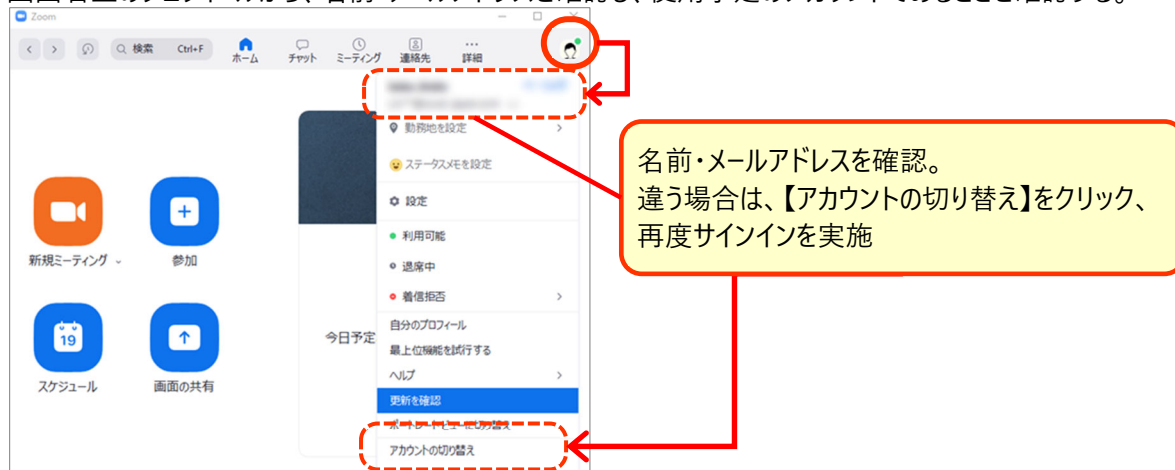 Zoom
検索 Ctrl+F
ホーム
チャット
ミーティング
連絡先
詳細
勤務地を設定
ステータスメモを設定
設定
利用可能
退席中
着信拒否
自分のプロフィール
最上位機能を試行する
ヘルプ
更新を確認
アカウントの切り替え
新規ミーティング
参加
19
スケジュール
画面の共有
今日予定
名前・メールアドレスを確認。
違う場合は、【アカウントの切り替え】をクリック、
再度サインインを実施